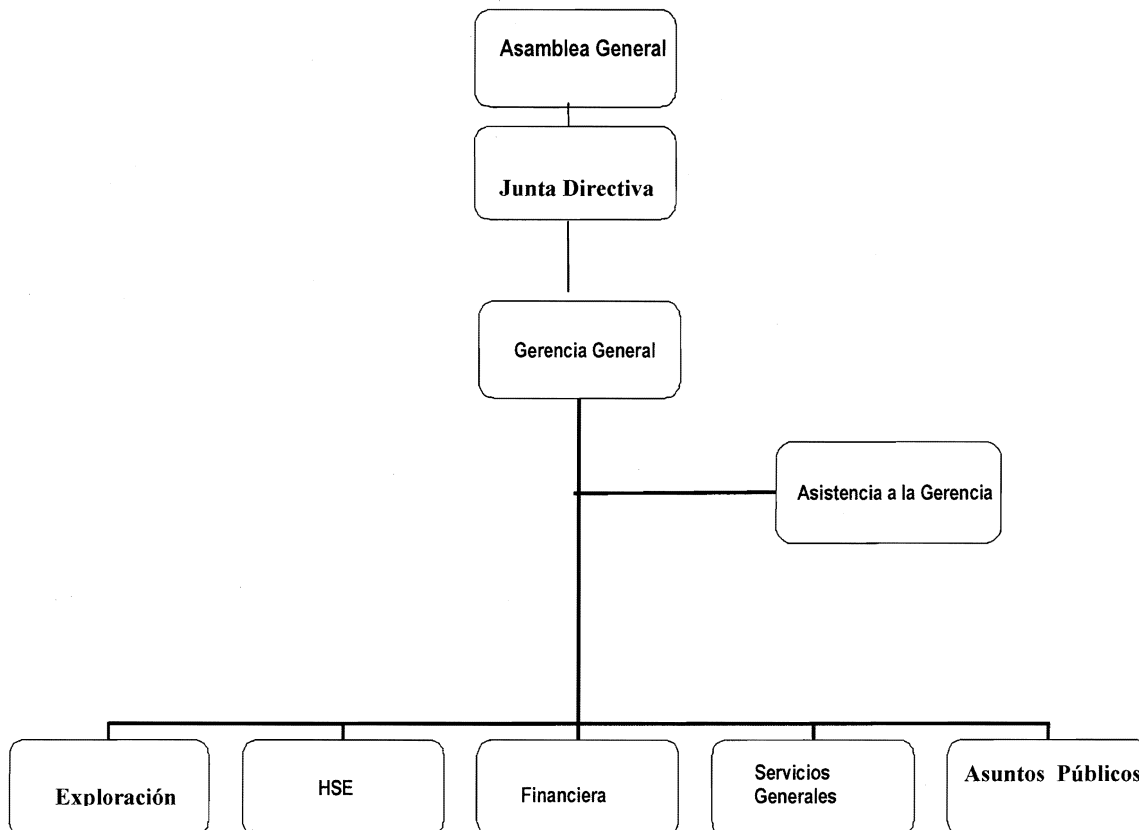 Asamblea General
Junta Directiva
Gerencia General
Asistencia a la Gerencia
Exploración
HSE
Financiera
Servicios
Generales
Asuntos Públicos